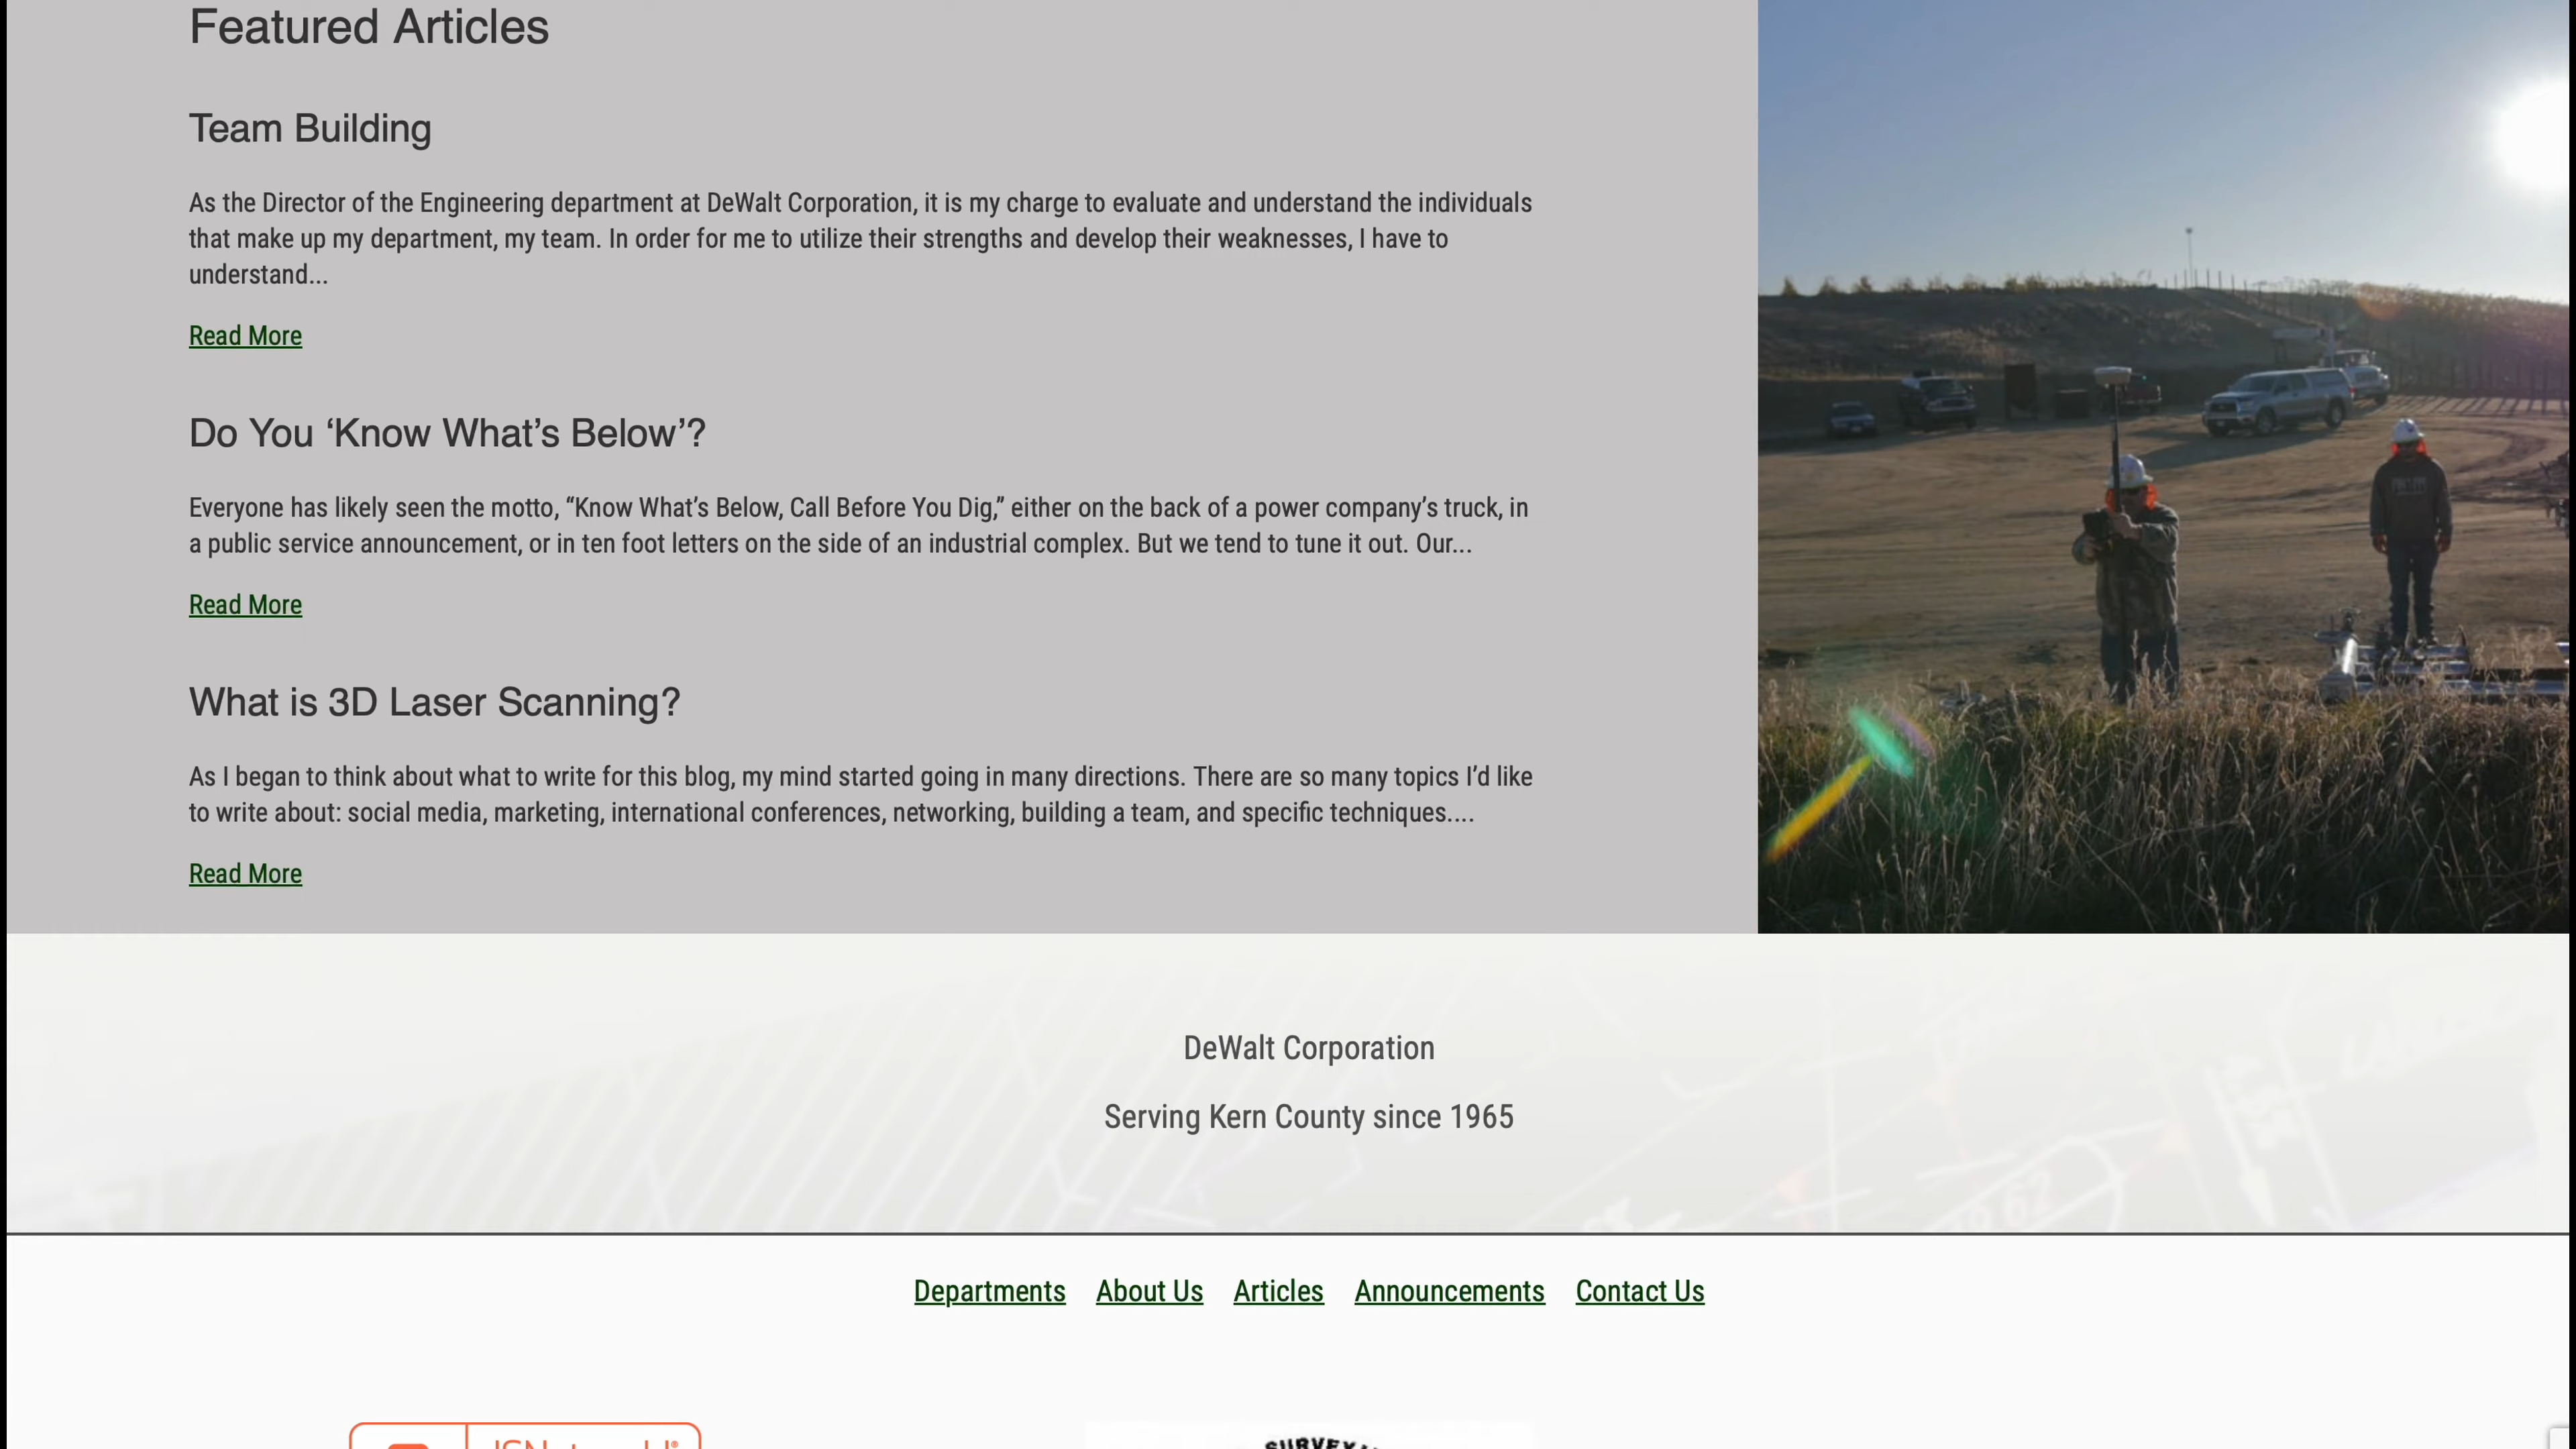 Featured Articles
Team Building
As the Director of the Engineering department at DeWalt Corporation, it is my charge to evaluate and understand the individuals
that make up my department, my team. In order for me to utilize their strengths and develop their weaknesses, I have to
understand...
Read More
Do You ‘Know What’s Below’?
Everyone has likely seen the motto, “Know What’s Below, Call Before You Dig,” either on the back of a power company’s truck, in
a public service announcement, or in ten foot letters on the side of an industrial complex. But we tend to tune it out. Our...
Read More
What is 3D Laser Scanning?
As I began to think about what to write for this blog, my mind started going in many directions. There are so many topics I’d like
to write about: social media, marketing, international conferences, networking, building a team, and specific techniques....
Read More
DeWalt Corporation
Serving Kern County since 1965
Departments About Us Articles Announcements Contact Us